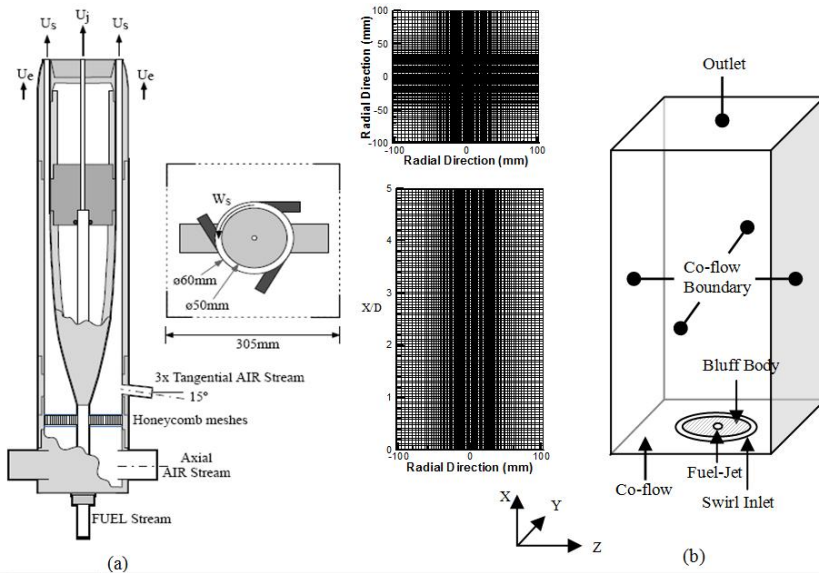 Us
Uj
Us
Ue
Ue
Ws
ø60mm
ø50mm
305mm
3x Tangential AIR Stream
15°
Honeycomb meshes
Axial
AIR Stream
FUEL Stream
(a)
Radial Direction (mm)
100
50
0
-50
-100
-100
0
100
Radial Direction (mm)
X/D
5
4
3
2
1
0
-100
0
100
Radial Direction (mm)
X
Y
Z
Outlet
Co-flow
Boundary
Bluff Body
Fuel-Jet
Co-flow
Swirl Inlet
(b)